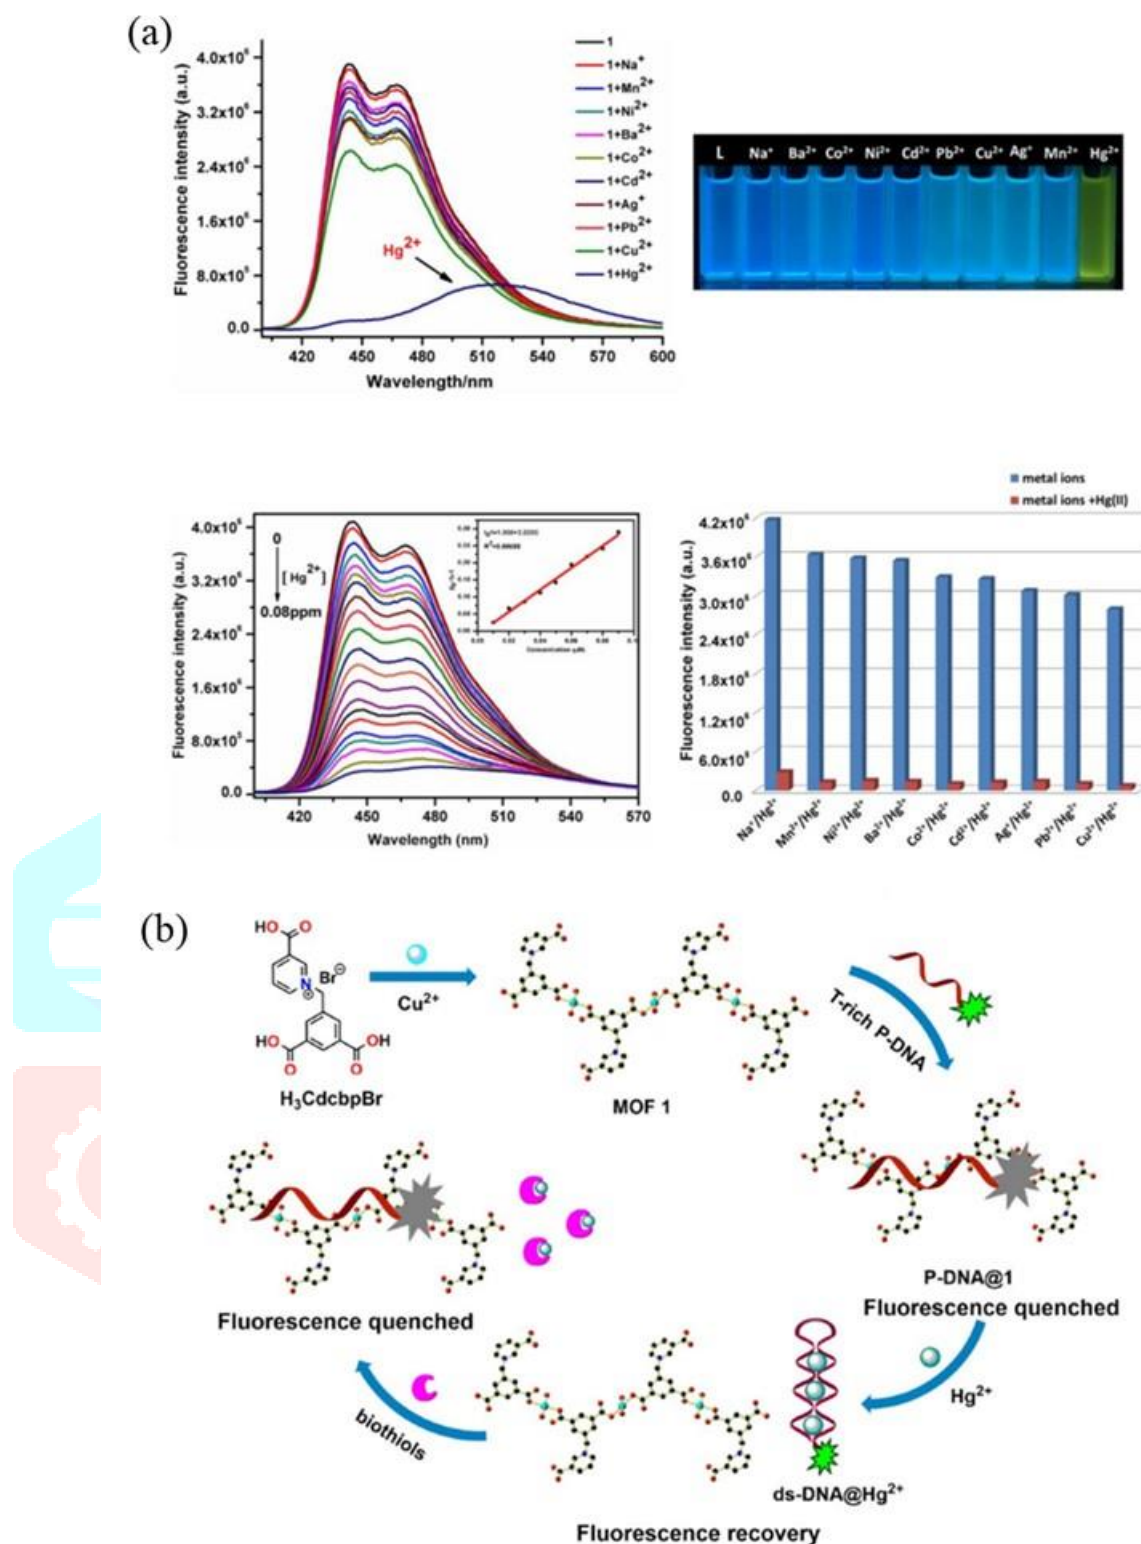 (a)
Fluorescence intensity (a.u.)
4.0x10⁶
3.2x10⁶
2.4x10⁶
1.6x10⁶
8.0x10⁵
0.0
420 450 480 510 540 570 600
Wavelength/nm
Hg²⁺
1
1+Na⁺
1+Mn²⁺
1+Ni²⁺
1+Ba²⁺
1+Co²⁺
1+Cd²⁺
1+Ag⁺
1+Pb²⁺
1+Cu²⁺
1+Hg²⁺
L Na⁺ Ba²⁺ Co²⁺ Ni²⁺ Cd²⁺ Pb²⁺ Cu²⁺ Ag⁺ Mn²⁺ Hg²⁺
Fluorescence intensity (a.u.)
4.0x10⁶
3.2x10⁶
2.4x10⁶
1.6x10⁶
8.0x10⁵
0.0
420 450 480 510 540 570
Wavelength (nm)
0
[Hg²⁺]
0.08ppm
metal ions
metal ions +Hg(II)
Fluorescence intensity (a.u.)
4.2x10⁶
3.6x10⁶
3.0x10⁶
2.4x10⁶
1.8x10⁶
1.2x10⁶
6.0x10⁵
0.0
Na⁺/Hg²⁺ Mn²⁺/Hg²⁺ Ni²⁺/Hg²⁺ Ba²⁺/Hg²⁺ Co²⁺/Hg²⁺ Cd²⁺/Hg²⁺ Ag⁺/Hg²⁺ Pb²⁺/Hg²⁺ Cu²⁺/Hg²⁺
(b)
HO O
Br⊖
N⊕
HO OH
O O
H₃CdcbpBr
Cu²⁺
MOF 1
T-rich P-DNA
P-DNA@1
Fluorescence quenched
Hg²⁺
ds-DNA@Hg²⁺
Fluorescence recovery
biothiols
Fluorescence quenched